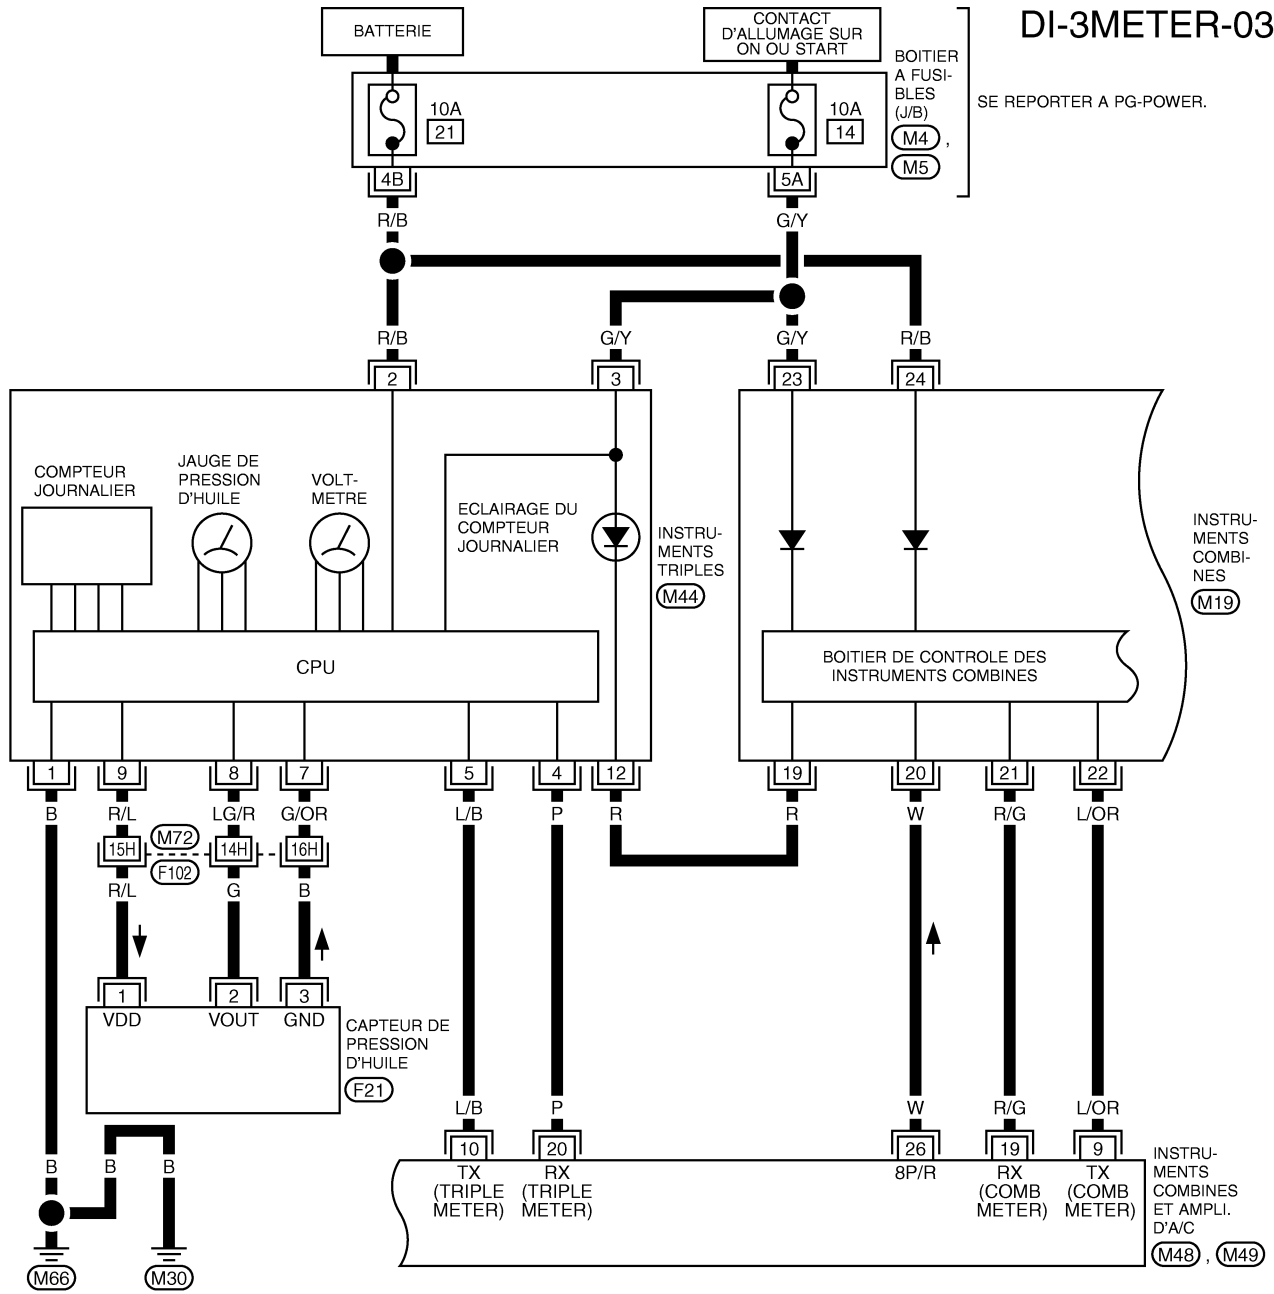 DI-3METER-03
BATTERIE
CONTACT
D'ALLUMAGE SUR
ON OU START
BOITIER
A FUSI-
BLES
(J/B)
M4 ,
M5
SE REPORTER A PG-POWER.
10A
21
10A
14
4B
5A
R/B
G/Y
R/B
G/Y
G/Y
R/B
2
3
23
24
COMPTEUR
JOURNALIER
JAUGE DE
PRESSION
D'HUILE
VOLT-
METRE
ECLAIRAGE DU
COMPTEUR
JOURNALIER
INSTRU-
MENTS
TRIPLES
M44
INSTRU-
MENTS
COMBI-
NES
M19
CPU
BOITIER DE CONTROLE DES
INSTRUMENTS COMBINES
1
9
8
7
5
4
12
19
20
21
22
B
R/L
LG/R
G/OR
L/B
P
R
R
W
R/G
L/OR
M72
15H
14H
16H
F102
R/L
G
B
1
2
3
VDD
VOUT
GND
CAPTEUR DE
PRESSION
D'HUILE
F21
L/B
P
W
R/G
L/OR
10
20
26
19
9
TX
(TRIPLE
METER)
RX
(TRIPLE
METER)
8P/R
RX
(COMB
METER)
TX
(COMB
METER)
INSTRU-
MENTS
COMBINES
ET AMPLI.
D'A/C
M48 , M49
B
B
B
M66
M30